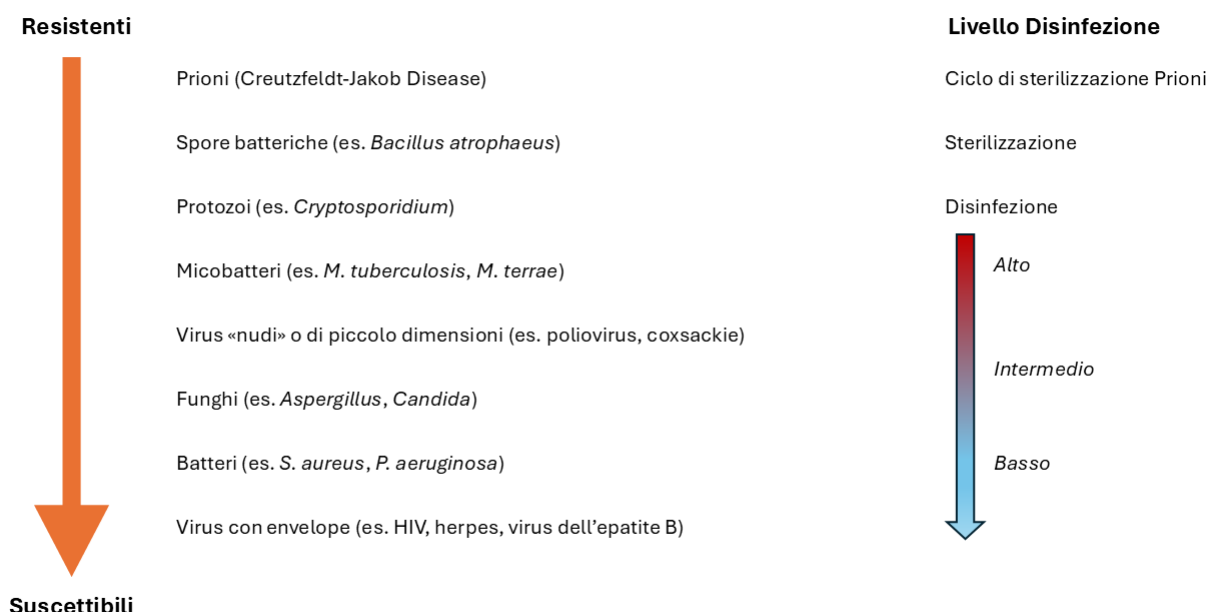 Resistenti
Livello Disinfezione
Prioni (Creutzfeldt-Jakob Disease)
Ciclo di sterilizzazione Prioni
Spore batteriche (es. Bacillus atrophaeus)
Sterilizzazione
Protozoi (es. Cryptosporidium)
Disinfezione
Alto
Micobatteri (es. M. tuberculosis, M. terrae)
Virus «nudi» o di piccolo dimensioni (es. poliovirus, coxsackie)
Intermedio
Funghi (es. Aspergillus, Candida)
Batteri (es. S. aureus, P. aeruginosa)
Basso
Virus con envelope (es. HIV, herpes, virus dell’epatite B)
Suscettibili